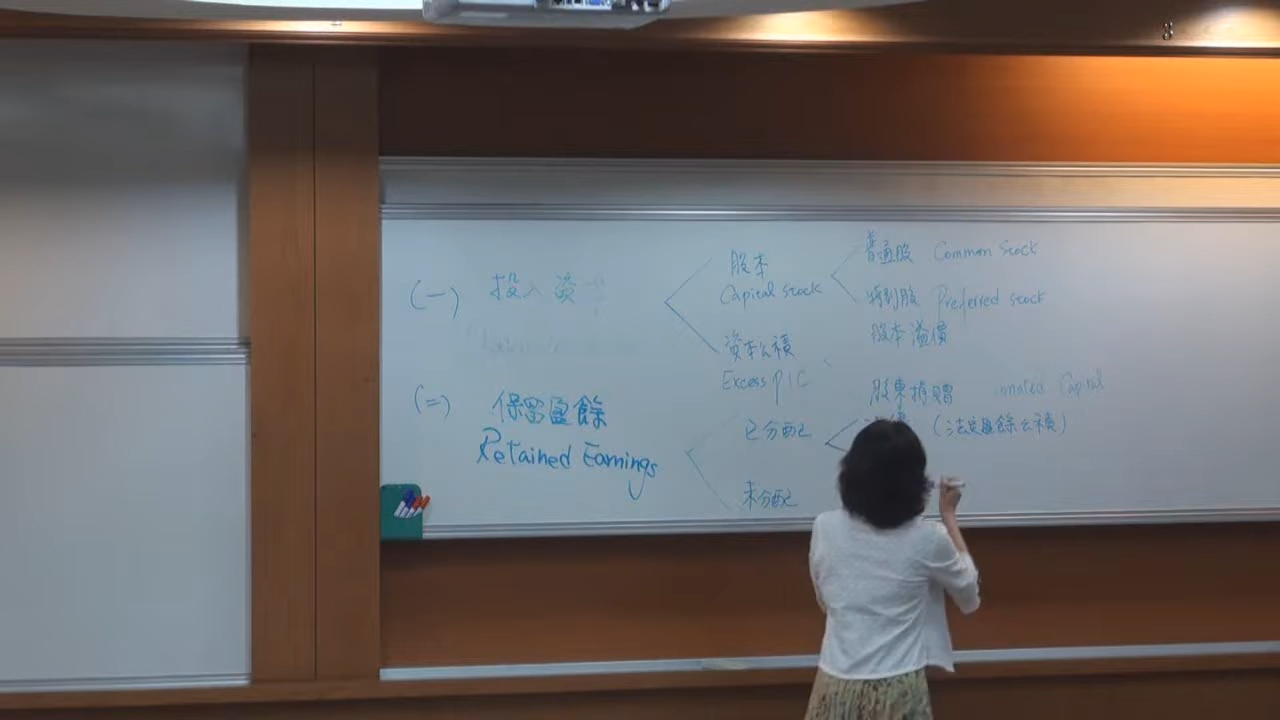 (一) 投入資
股本
Capital stock
普通股 Common stock
特別股 Preferred stock
資本公積
Excess PIC
股本溢價
股東捐贈 Capital
(二) 保留盈餘
Retained Earnings
已分配
(法定盈餘公積)
未分配
8